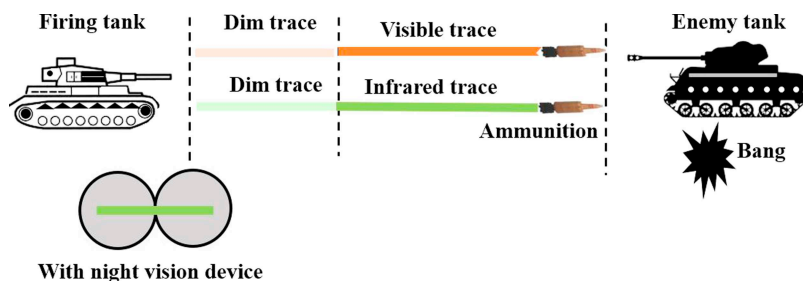 Firing tank
Dim trace
Visible trace
Enemy tank
Dim trace
Infrared trace
Ammunition
Bang
With night vision device